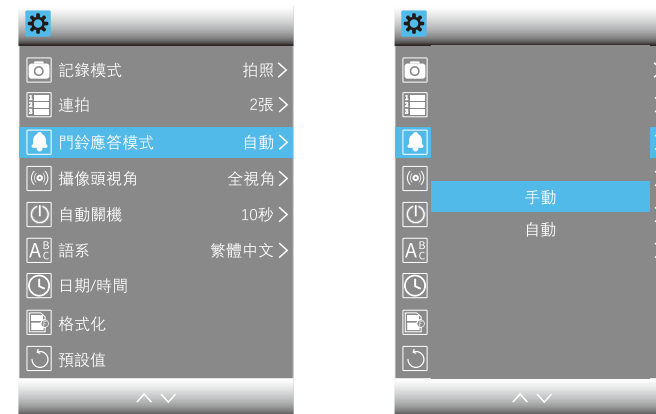 記錄模式 拍照
連拍 2張
門鈴應答模式 自動
攝像頭視角 全視角
自動關機 10秒
語系 繁體中文
日期/時間
格式化
預設值
手動
自動